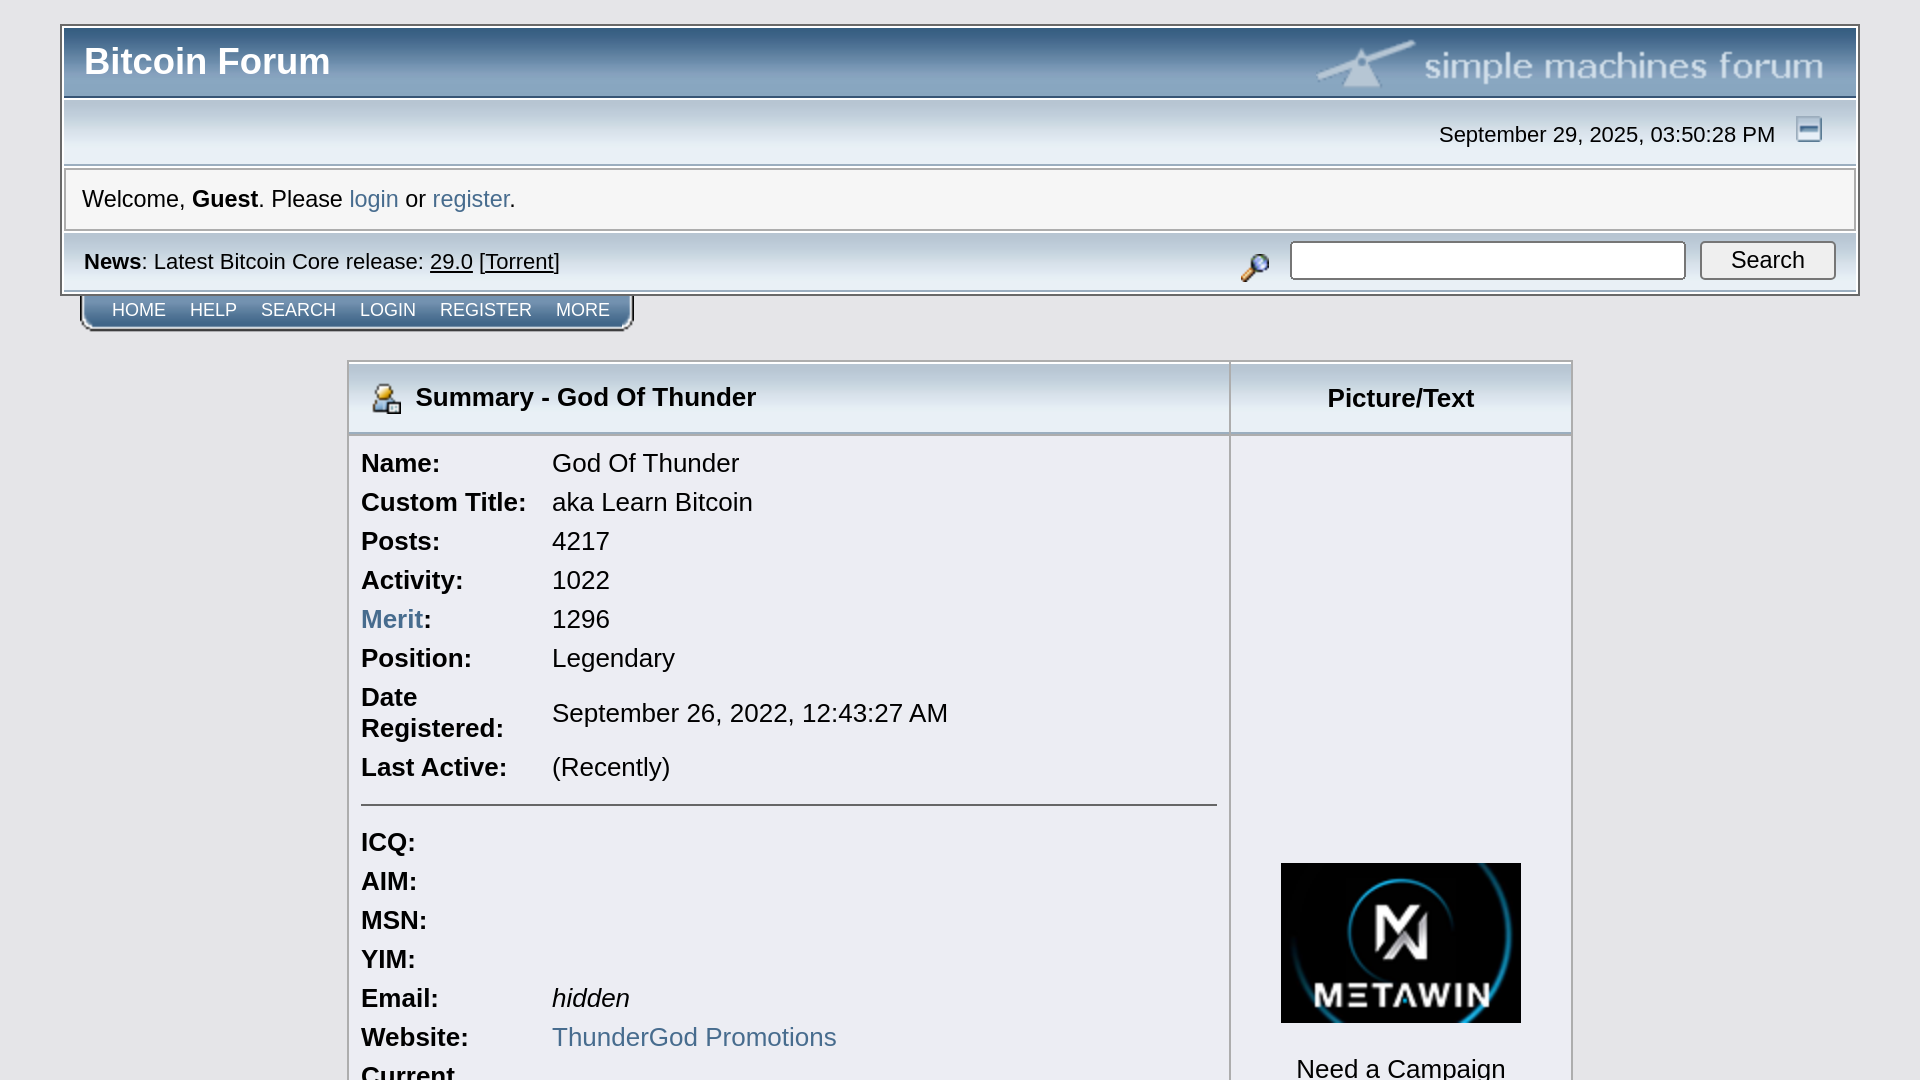 Bitcoin Forum
simple machines forum
September 29, 2025, 03:50:28 PM
Welcome, Guest. Please login or register.
News: Latest Bitcoin Core release: 29.0 [Torrent]
Search
HOME HELP SEARCH LOGIN REGISTER MORE
Summary - God Of Thunder
Picture/Text
Name: God Of Thunder
Custom Title: aka Learn Bitcoin
Posts: 4217
Activity: 1022
Merit: 1296
Position: Legendary
Date
Registered: September 26, 2022, 12:43:27 AM
Last Active: (Recently)
ICQ:
AIM:
MSN:
YIM:
Email: hidden
Website: ThunderGod Promotions
Current
METAWIN
Need a Campaign